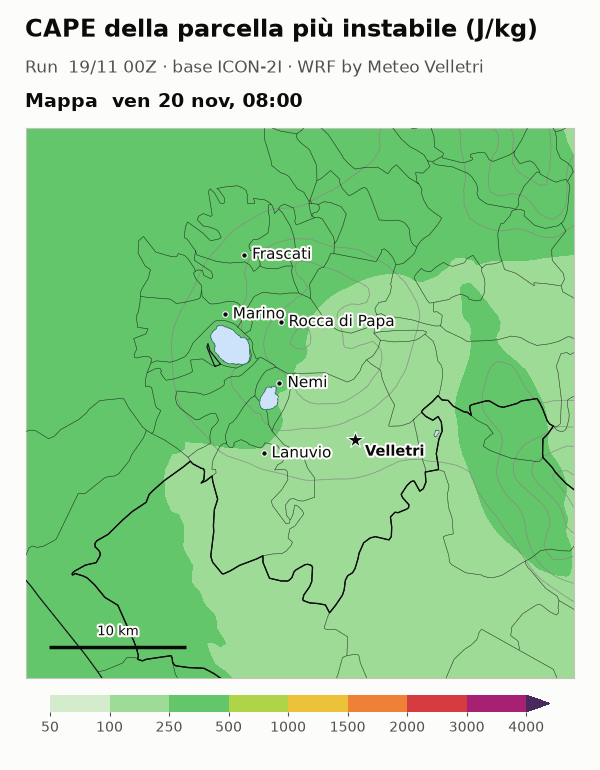 CAPE della parcella più instabile (J/kg)
Run  19/11 00Z · base ICON-2I · WRF by Meteo Velletri
Mappa  ven 20 nov, 08:00
Frascati
Marino
Rocca di Papa
Nemi
Velletri
Lanuvio
10 km
50 100 250 500 1000 1500 2000 3000 4000